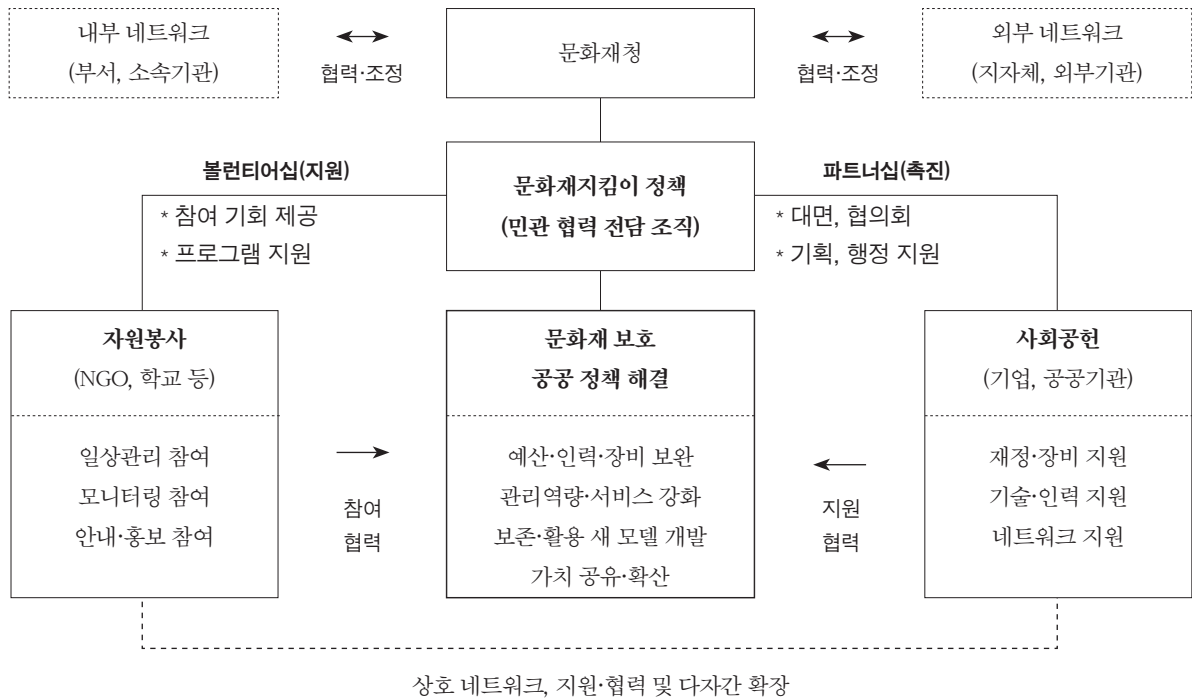 내부 네트워크
(부서, 소속기관)
협력·조정
문화재청
협력·조정
외부 네트워크
(지자체, 외부기관)
볼런티어십(지원)
* 참여 기회 제공
* 프로그램 지원
문화재지킴이 정책
(민관 협력 전담 조직)
파트너십(촉진)
* 대면, 협의회
* 기획, 행정 지원
자원봉사
(NGO, 학교 등)
일상관리 참여
모니터링 참여
안내·홍보 참여
참여
협력
문화재 보호
공공 정책 해결
예산·인력·장비 보완
관리역량·서비스 강화
보존·활용 새 모델 개발
가치 공유·확산
지원
협력
사회공헌
(기업, 공공기관)
재정·장비 지원
기술·인력 지원
네트워크 지원
상호 네트워크, 지원·협력 및 다자간 확장